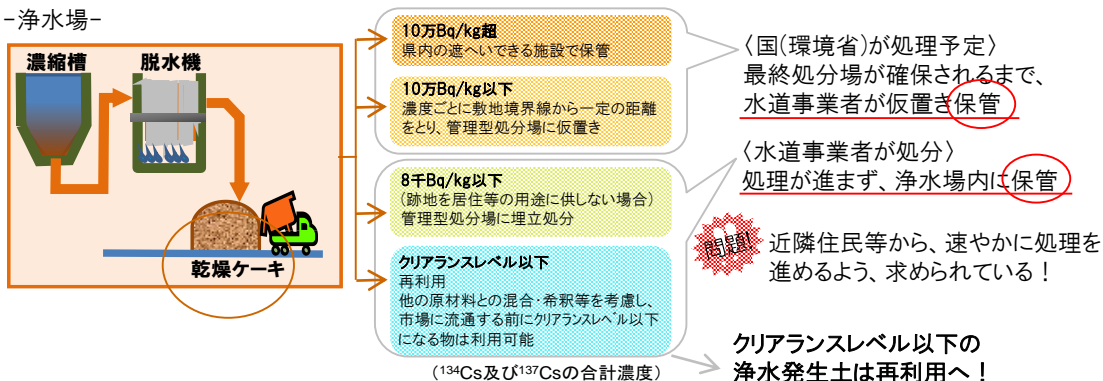 -浄水場-
濃縮槽
脱水機
乾燥ケーキ
10万Bq/kg超
県内の遮へいできる施設で保管
10万Bq/kg以下
濃度ごとに敷地境界線から一定の距離
をとり、管理型処分場に仮置き
8千Bq/kg以下
(跡地を居住等の用途に供しない場合)
管理型処分場に埋立処分
クリアランスレベル以下
再利用
他の原材料との混合・希釈等を考慮し、
市場に流通する前にクリアランスレベル以下
になる物は利用可能
(¹³⁴Cs及び¹³⁷Csの合計濃度)
〈国(環境省)が処理予定〉
最終処分場が確保されるまで、
水道事業者が仮置き保管
〈水道事業者が処分〉
処理が進まず、浄水場内に保管
問題!
近隣住民等から、速やかに処理を
進めるよう、求められている!
クリアランスレベル以下の
浄水発生土は再利用へ!